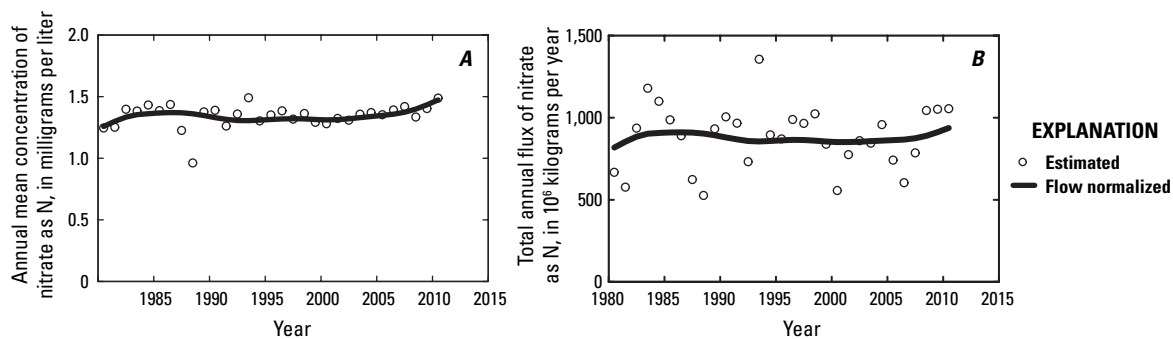 Annual mean concentration of
nitrate as N, in milligrams per liter
2.0
1.5
1.0
0.5
0
A
1985 1990 1995 2000 2005 2010 2015
Year
Total annual flux of nitrate
as N, in 10⁶ kilograms per year
1,500
1,000
500
0
B
1980 1985 1990 1995 2000 2005 2010 2015
Year
EXPLANATION
Estimated
Flow normalized